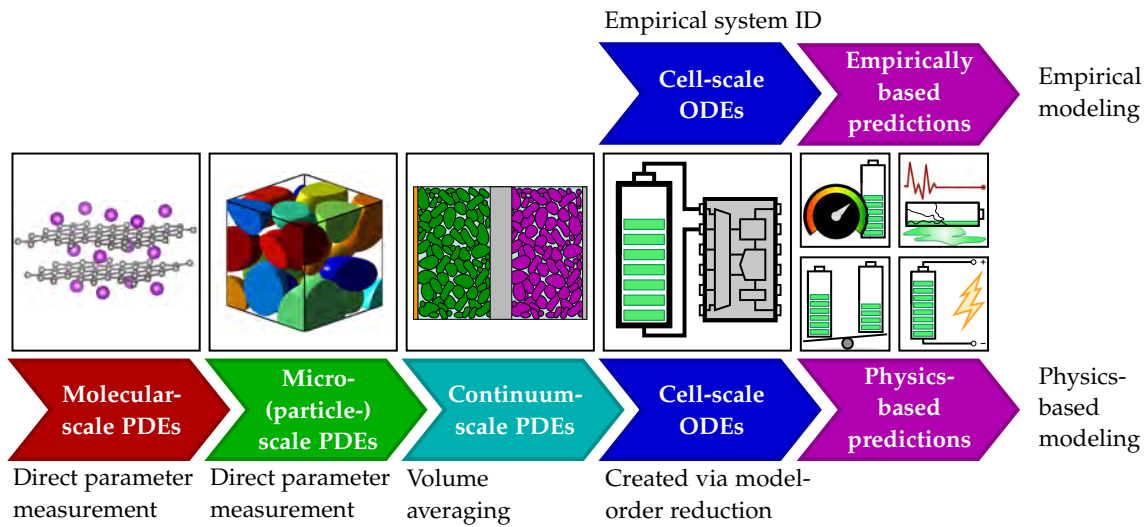 Empirical system ID
Cell-scale
ODEs
Empirically
based
predictions
Empirical
modeling
+
−
Molecular-
scale PDEs
Micro-
(particle-)
scale PDEs
Continuum-
scale PDEs
Cell-scale
ODEs
Physics-
based
predictions
Physics-
based
modeling
Direct parameter
measurement
Direct parameter
measurement
Volume
averaging
Created via model-
order reduction